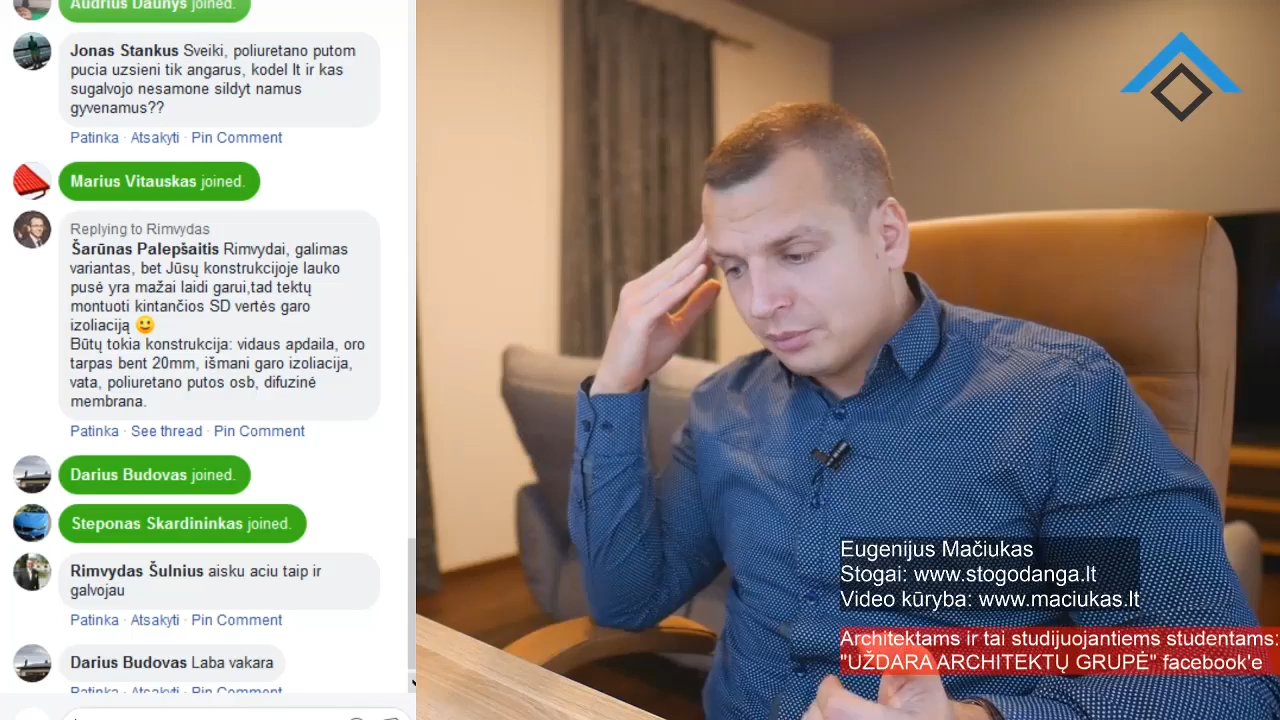 Audrius Daunys joined.
Jonas Stankus Sveiki, poliuretano putom
pucia uzsieni tik angarus, kodel lt ir kas
sugalvojo nesamone sildyt namus
gyvenamus??
Patinka · Atsakyti · Pin Comment
Marius Vitauskas joined.
Replying to Rimvydas
Šarūnas Palepšaitis Rimvydai, galimas
variantas, bet Jūsų konstrukcijoje lauko
pusė yra mažai laidi garui,tad tektų
montuoti kintančios SD vertės garo
izoliaciją
Būtų tokia konstrukcija: vidaus apdaila, oro
tarpas bent 20mm, išmani garo izoliacija,
vata, poliuretano putos osb, difuzinė
membrana.
Patinka · See thread · Pin Comment
Darius Budovas joined.
Steponas Skardininkas joined.
Rimvydas Šulnius aisku aciu taip ir
galvojau
Patinka · Atsakyti · Pin Comment
Darius Budovas Laba vakara
Patinka · Atsakyti · Pin Comment
Eugenijus Mačiukas
Stogai: www.stogodanga.lt
Video kūryba: www.maciukas.lt
Architektams ir tai studijuojantiems studentams:
"UŽDARA ARCHITEKTŲ GRUPĖ" facebook'e